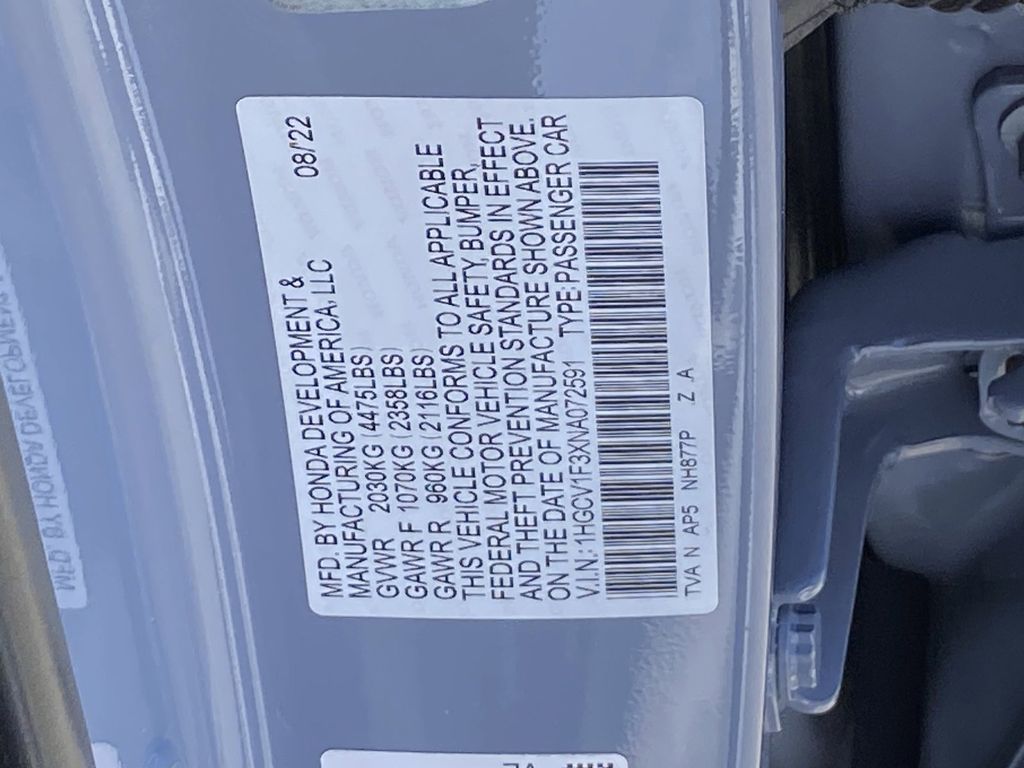 MFD. BY HONDA DEVELOPMENT & 08/22
MANUFACTURING OF AMERICA, LLC
GVWR 2030KG (4475LBS)
GAWR F 1070KG (2358LBS)
GAWR R 960KG (2116LBS)
THIS VEHICLE CONFORMS TO ALL APPLICABLE
FEDERAL MOTOR VEHICLE SAFETY, BUMPER,
AND THEFT PREVENTION STANDARDS IN EFFECT
ON THE DATE OF MANUFACTURE SHOWN ABOVE.
V.I.N.: 1HGCV1F3XNA072591 TYPE: PASSENGER CAR
TVA N AP5 NH877P Z .A